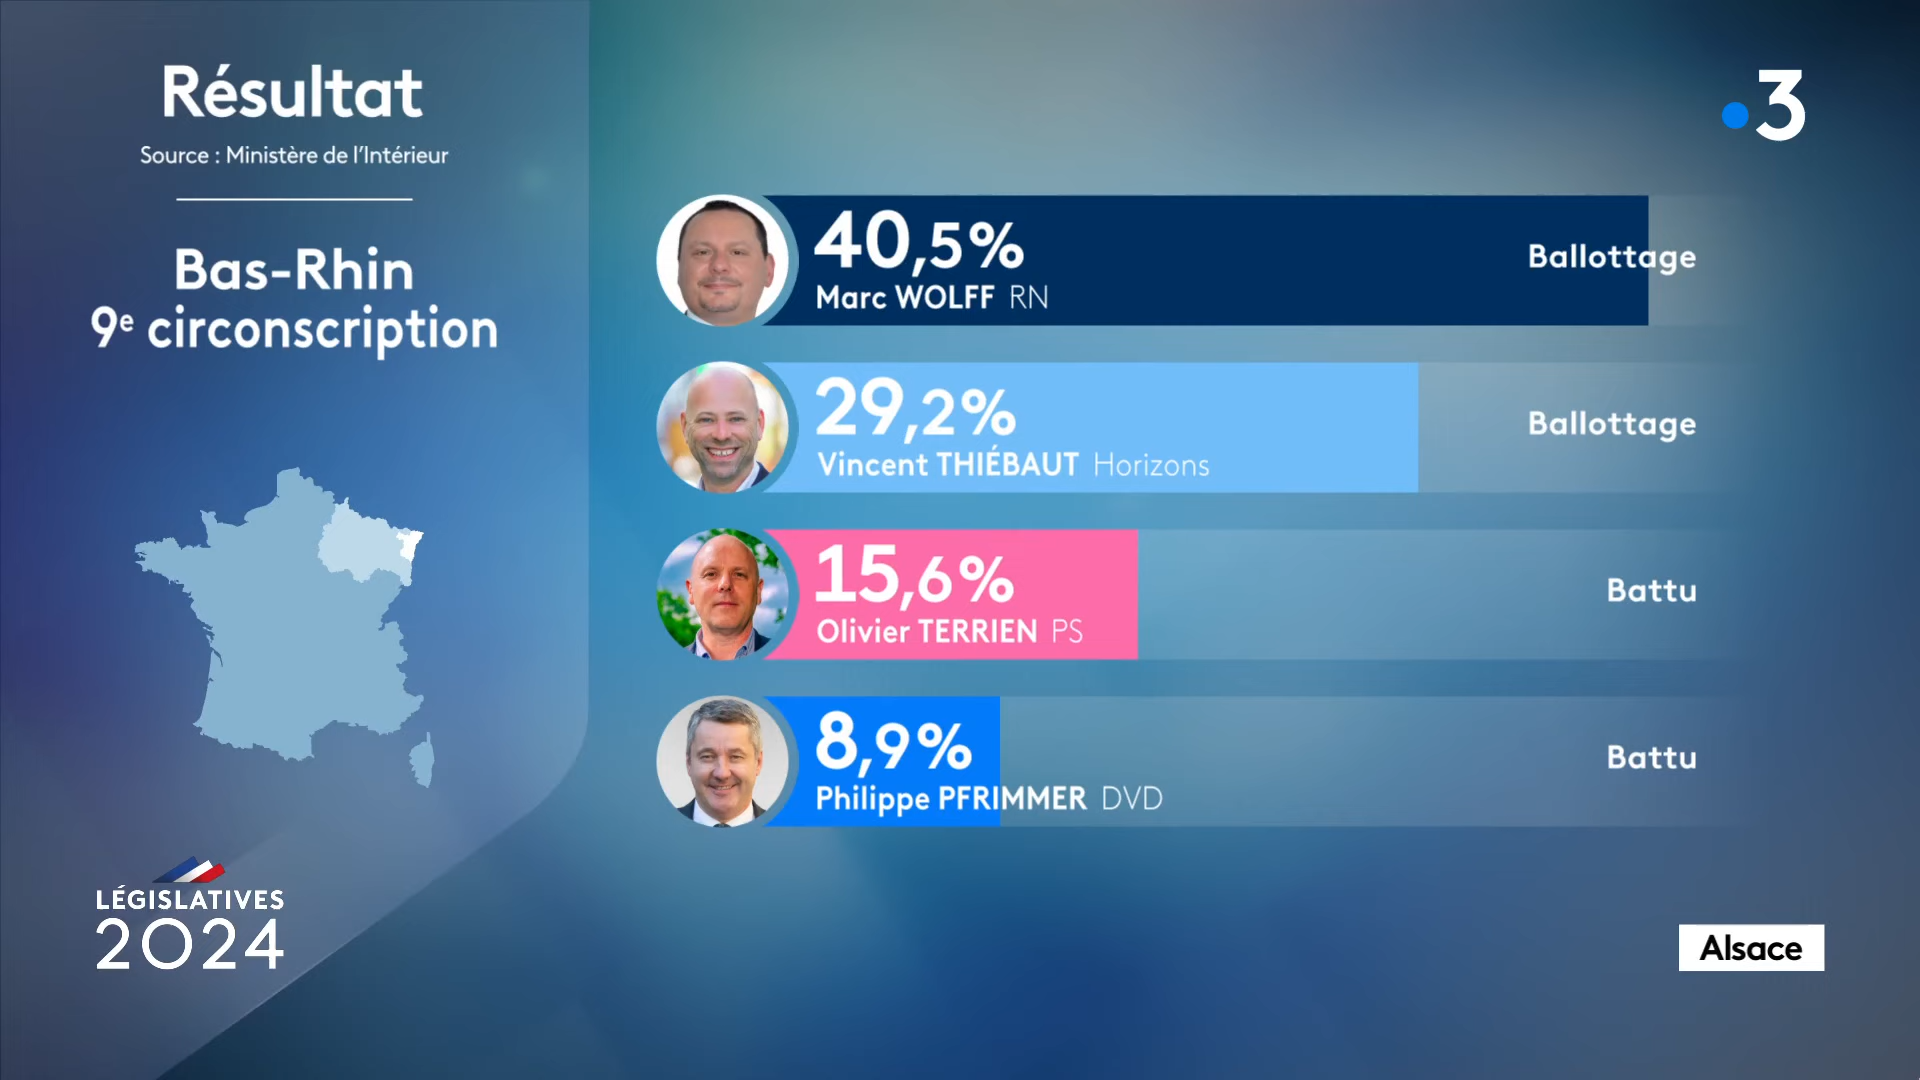 Résultat
Source : Ministère de l'Intérieur
Bas-Rhin
9e circonscription
LÉGISLATIVES
2024
3
40,5%
Marc WOLFF RN
Ballottage
29,2%
Vincent THIÉBAUT Horizons
Ballottage
15,6%
Olivier TERRIEN PS
Battu
8,9%
Philippe PFRIMMER DVD
Battu
Alsace